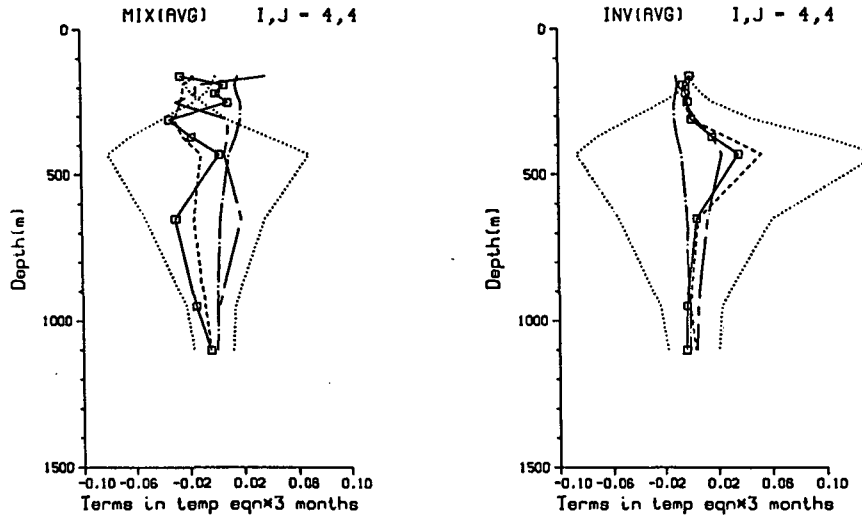 MIX(AVG) I,J = 4,4
0
500
1000
1500
Depth(m)
-0.10 -0.06 -0.02 0.02 0.06 0.10
Terms in temp eqn*3 months
INV(AVG) I,J = 4,4
0
500
1000
1500
Depth(m)
-0.10 -0.06 -0.02 0.02 0.06 0.10
Terms in temp eqn*3 months